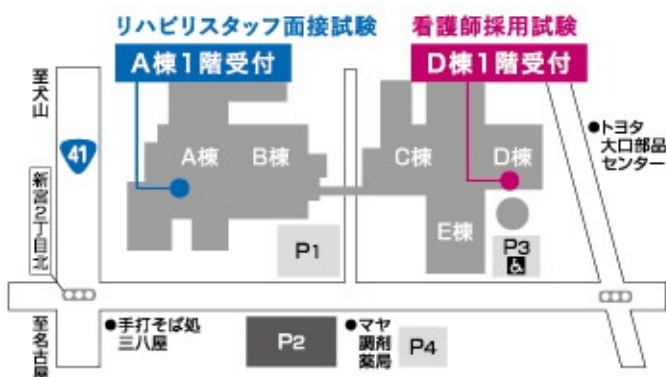 リハビリスタッフ面接試験
A棟1階受付
看護師採用試験
D棟1階受付
至犬山
41
新宮2丁目北
A棟
B棟
C棟
D棟
E棟
●トヨタ
大口部品
センター
P1
P3
至名古屋
●手打そば処
三八屋
P2
●マヤ
調剤
薬局
P4